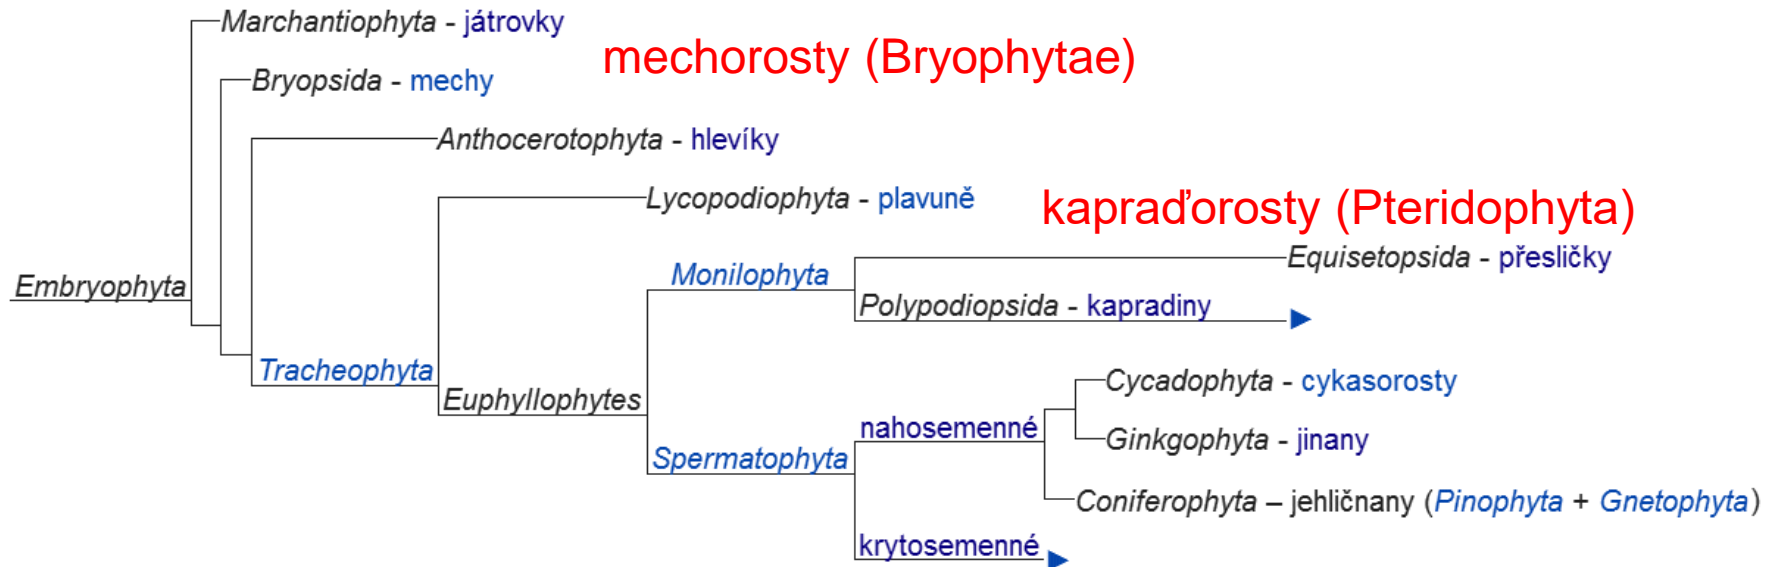 Marchantiophyta - játrovky
mechorosty (Bryophytae)
Bryopsida - mechy
Anthocerotophyta - hlevíky
Lycopodiophyta - plavuně
kapraďorosty (Pteridophyta)
Equisetopsida - přesličky
Monilophyta
Embryophyta
Polypodiopsida - kapradiny
Tracheophyta
Cycadophyta - cykasorosty
Euphyllophytes
nahosemenné
Ginkgophyta - jinany
Spermatophyta
Coniferophyta – jehličnany (Pinophyta + Gnetophyta)
krytosemenné